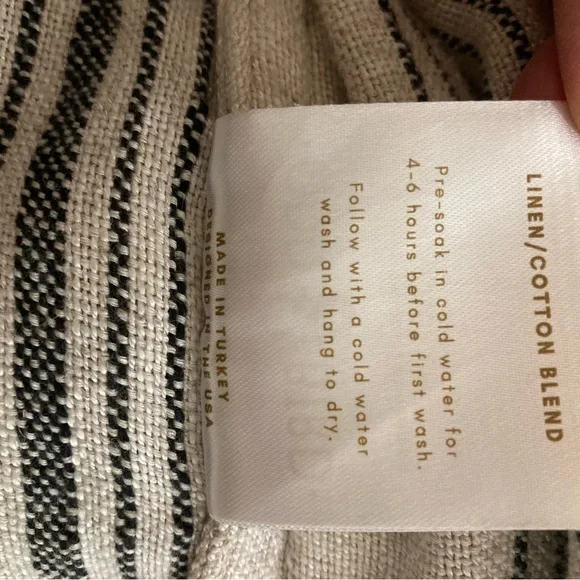 LINEN/COTTON BLEND
Pre-soak in cold water for
4-6 hours before first wash.
Follow with a cold water
wash and hang to dry.
MADE IN TURKEY
DESIGNED IN THE USA